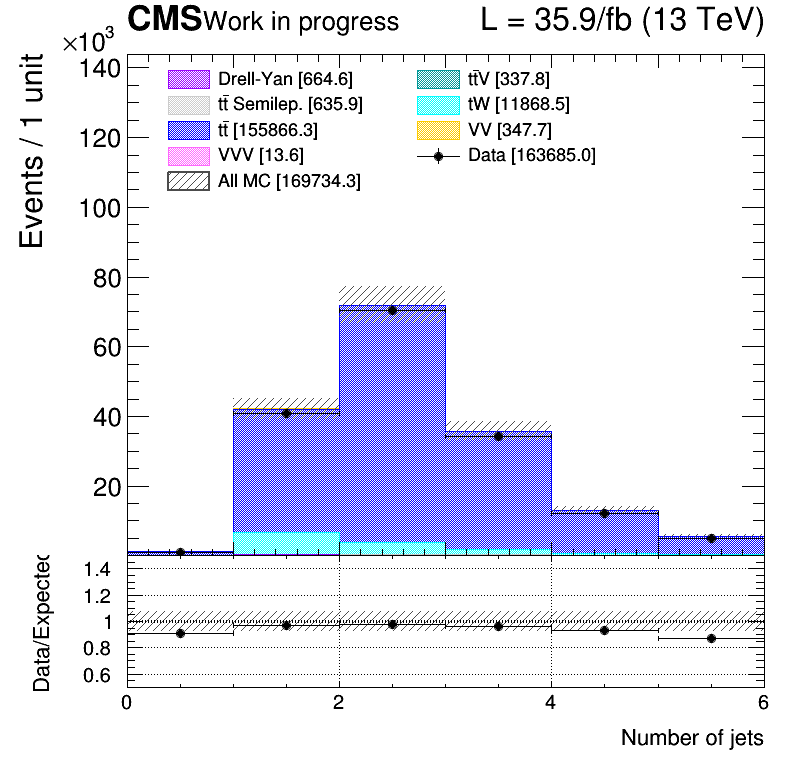 CMS Work in progress L = 35.9/fb (13 TeV)
×10³
Events / 1 unit
140
120
100
80
60
40
20
Drell-Yan [664.6]
tt̄ Semilep. [635.9]
tt̄ [155866.3]
VVV [13.6]
All MC [169734.3]
tt̄V [337.8]
tW [11868.5]
VV [347.7]
Data [163685.0]
Data/Expected
1.4
1.2
1
0.8
0.6
0 2 4 6
Number of jets